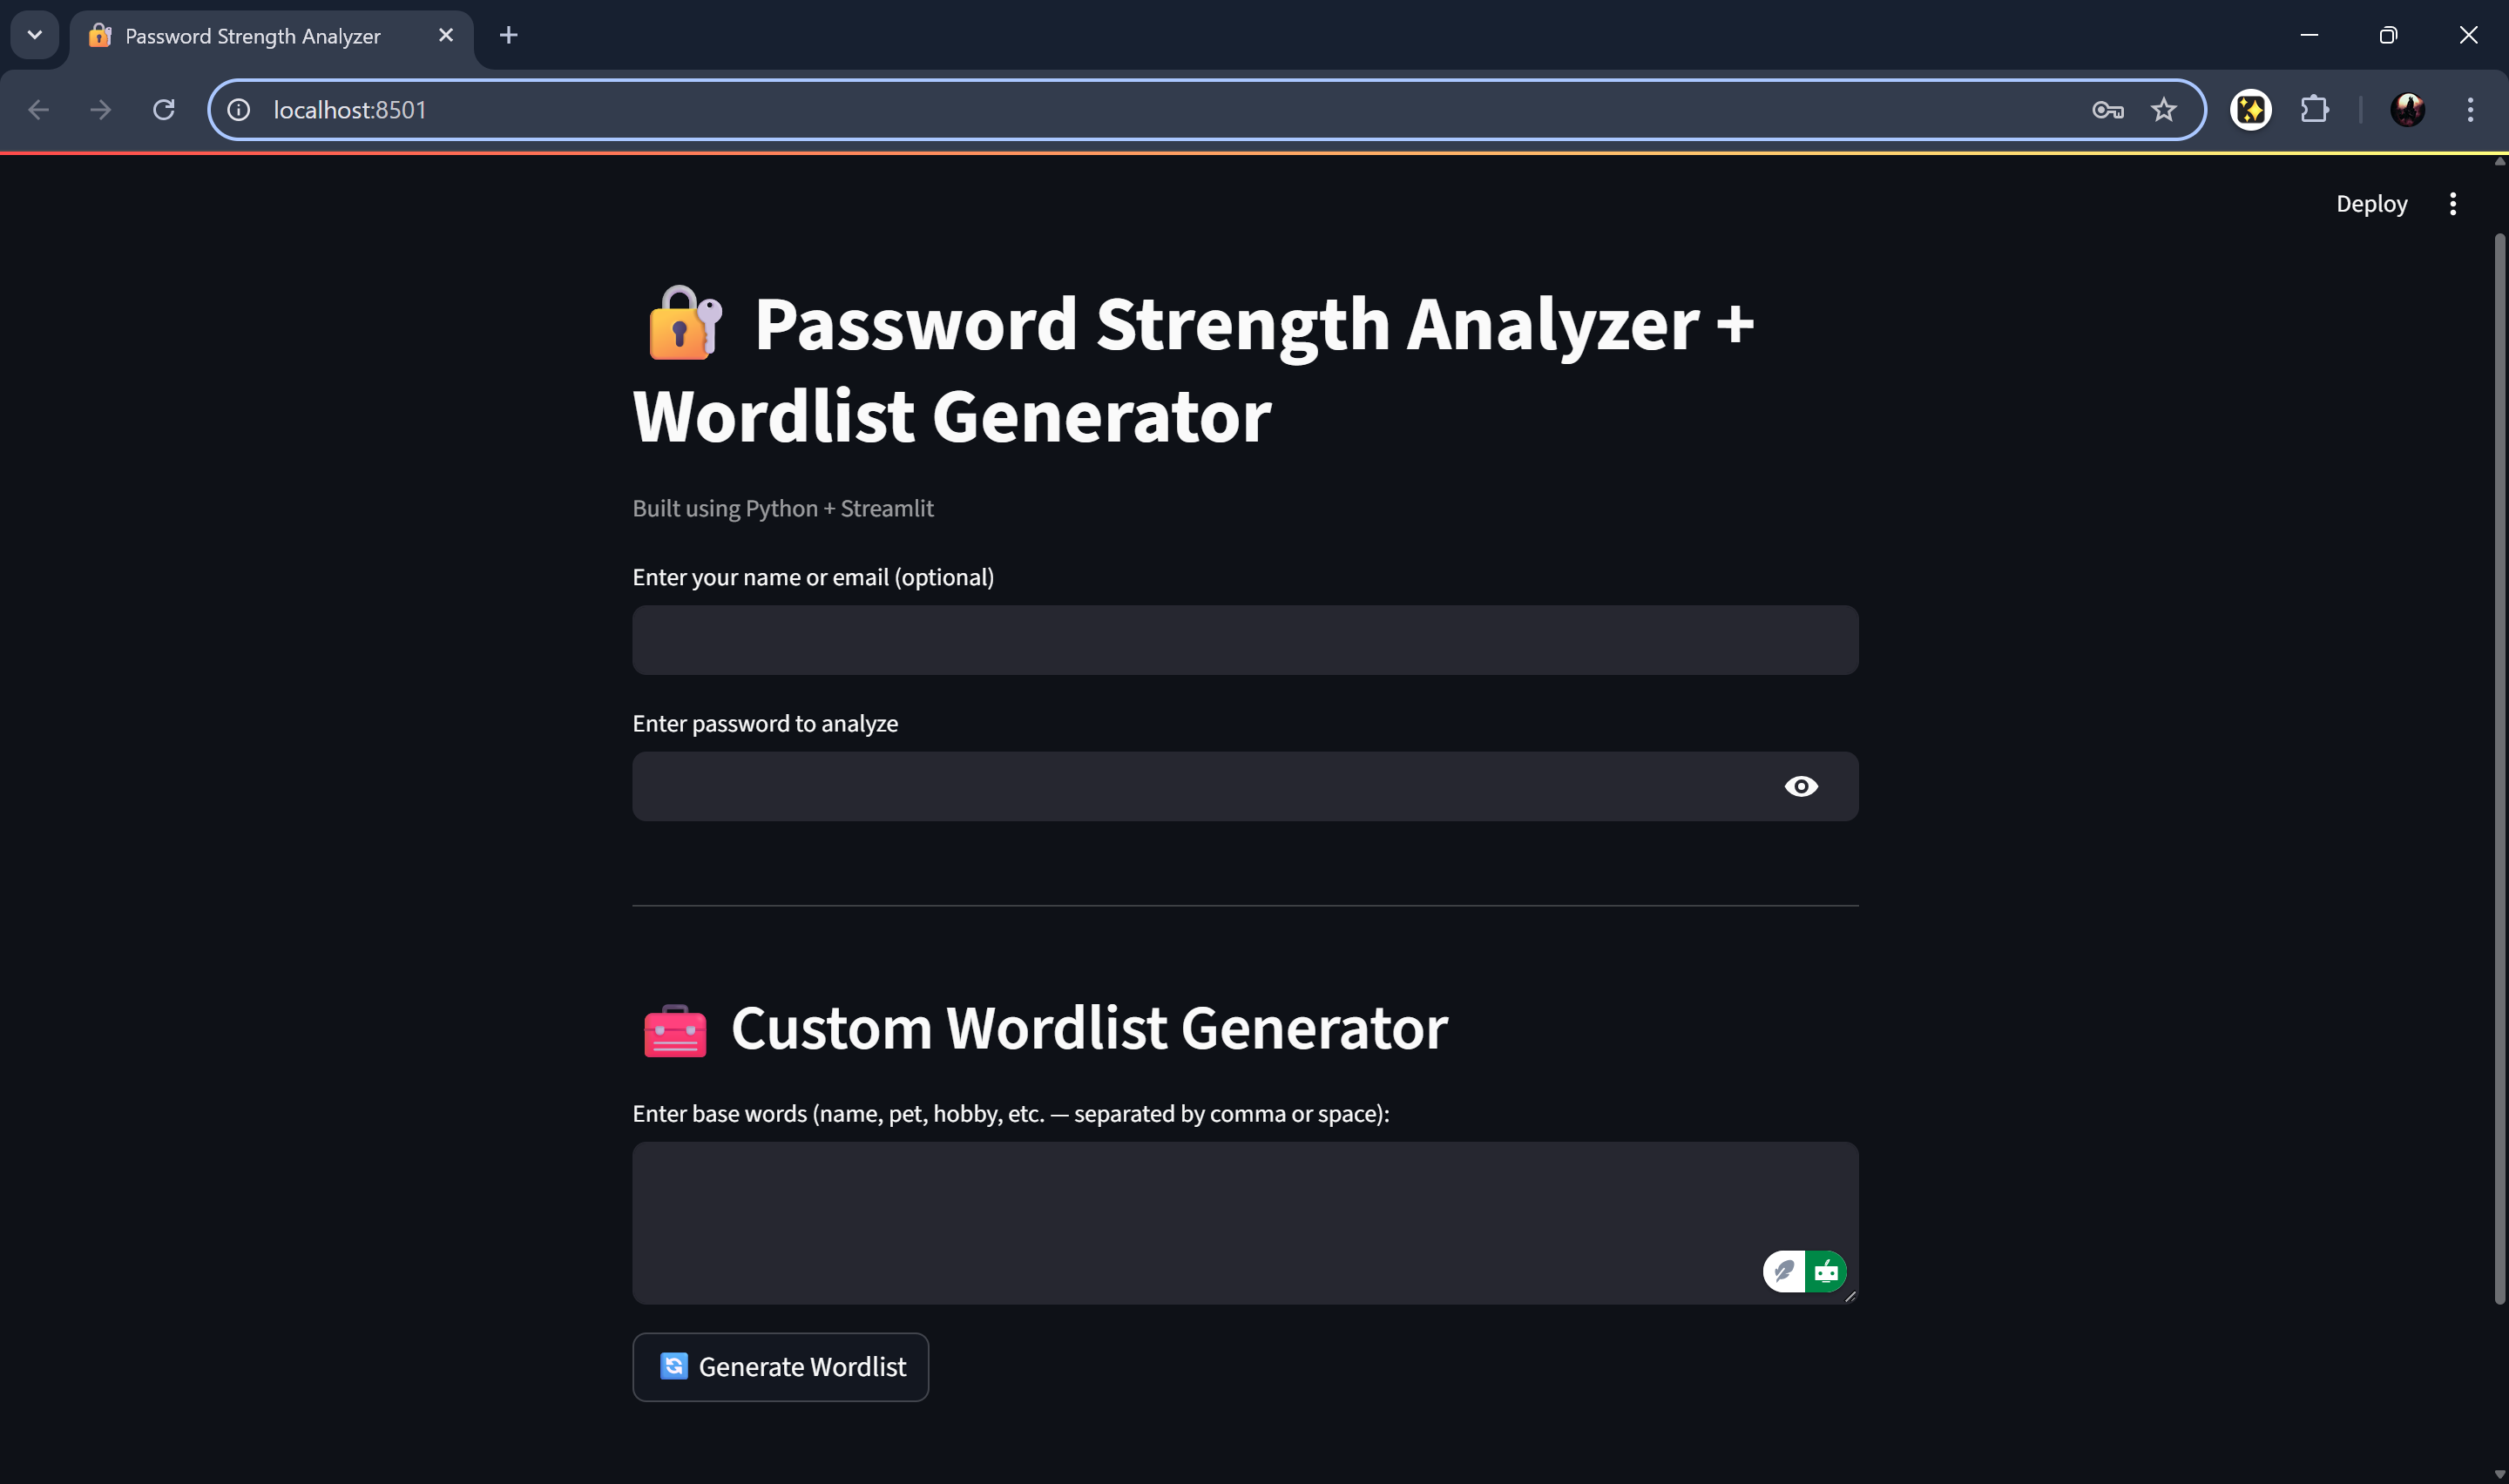 Password Strength Analyzer
localhost:8501
Deploy
Password Strength Analyzer +
Wordlist Generator
Built using Python + Streamlit
Enter your name or email (optional)
Enter password to analyze
Custom Wordlist Generator
Enter base words (name, pet, hobby, etc. — separated by comma or space):
Generate Wordlist